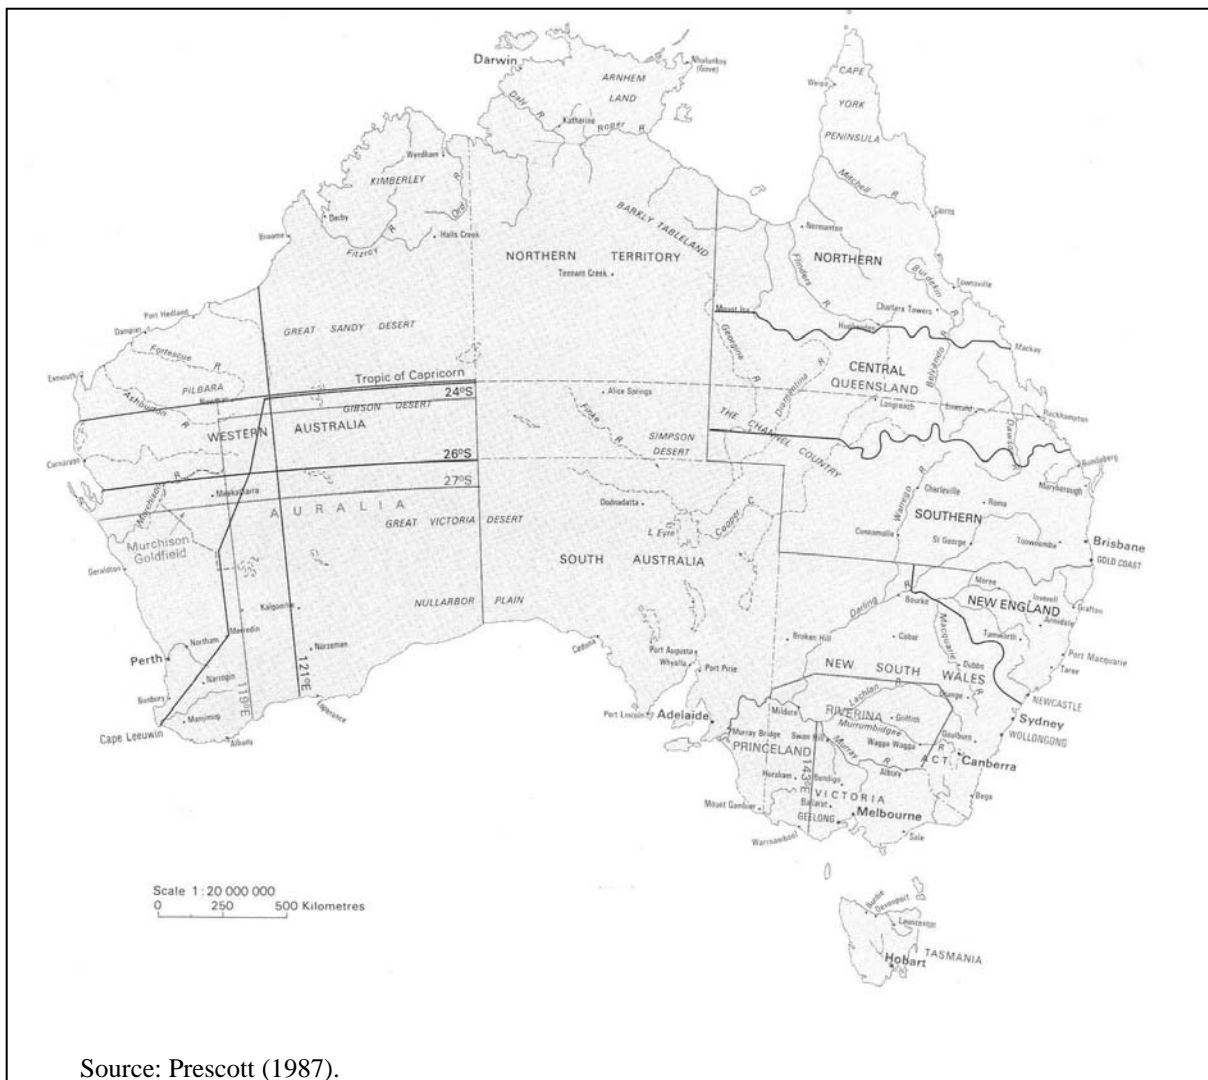 Darwin
Nhulunbuy
(Gove)
ARNHEM
LAND
CAPE
YORK
PENINSULA
Weipa
Daly R
Katherine
Roper R
Wyndham
KIMBERLEY
Ord R
Derby
Broome
Fitzroy R
Halls Creek
Mitchell R
Cairns
BARKLY TABLELAND
Normanton
NORTHERN TERRITORY
Tennant Creek
NORTHERN
Flinders R
Burdekin R
Townsville
Charters Towers
Mount Isa
Hughenden
Mackay
Port Hedland
Dampier
GREAT SANDY DESERT
Exmouth
Fortescue R
PILBARA
Newman
Ashburton R
Tropic of Capricorn
24°S
GIBSON DESERT
WESTERN AUSTRALIA
Alice Springs
Finke R
SIMPSON
DESERT
Georgina R
Diamantina R
CENTRAL
QUEENSLAND
Belyando R
Longreach
Emerald
Rockhampton
THE CHANNEL COUNTRY
Dawson R
Bundaberg
Maryborough
Carnarvon
26°S
27°S
Murchison R
Meekatharra
AURALIA
GREAT VICTORIA DESERT
Oodnadatta
L Eyre
Cooper C
Warrego R
Charleville
Roma
SOUTHERN
Cunnamulla
St George
Toowoomba
Brisbane
GOLD COAST
Murchison
Goldfield
Geraldton
SOUTH AUSTRALIA
NULLARBOR PLAIN
Kalgoorlie
Merredin
Northam
Norseman
Perth
Narrogin
Bunbury
Manjimup
Cape Leeuwin
Albany
119°E
121°E
Esperance
Ceduna
Port Augusta
Whyalla
Port Pirie
Port Lincoln
Adelaide
Darling R
Bourke
Moree
Inverell
Grafton
NEW ENGLAND
Armidale
Tamworth
Macquarie R
Broken Hill
Cobar
Dubbo
Port Macquarie
Taree
NEW SOUTH WALES
Orange
NEWCASTLE
Lachlan R
RIVERINA
Griffith
Murrumbidgee R
Sydney
WOLLONGONG
Mildura
Murray Bridge
Swan Hill
Wagga Wagga
Goulburn
PRINCELAND
Murray R
Albury
A.C.T.
Canberra
Horsham
Bendigo
143°E
VICTORIA
Ballarat
Bega
Mount Gambier
GEELONG
Melbourne
Warrnambool
Sale
Scale 1:20 000 000
0 250 500 Kilometres
Burnie
Devonport
Launceston
TASMANIA
Hobart
Source: Prescott (1987).